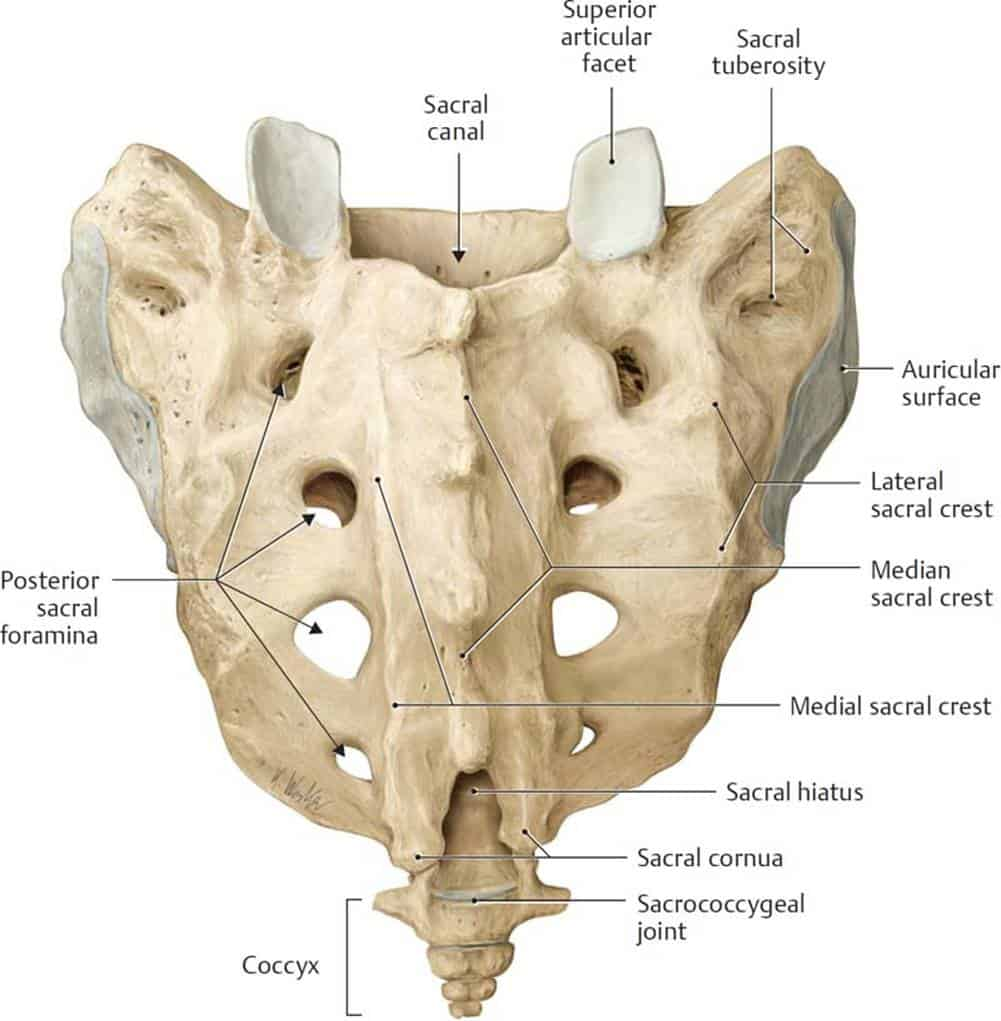 Superior
articular
facet
Sacral
tuberosity
Sacral
canal
Auricular
surface
Lateral
sacral crest
Posterior
sacral
foramina
Median
sacral crest
Medial sacral crest
Sacral hiatus
Sacral cornua
Sacrococcygeal
joint
Coccyx